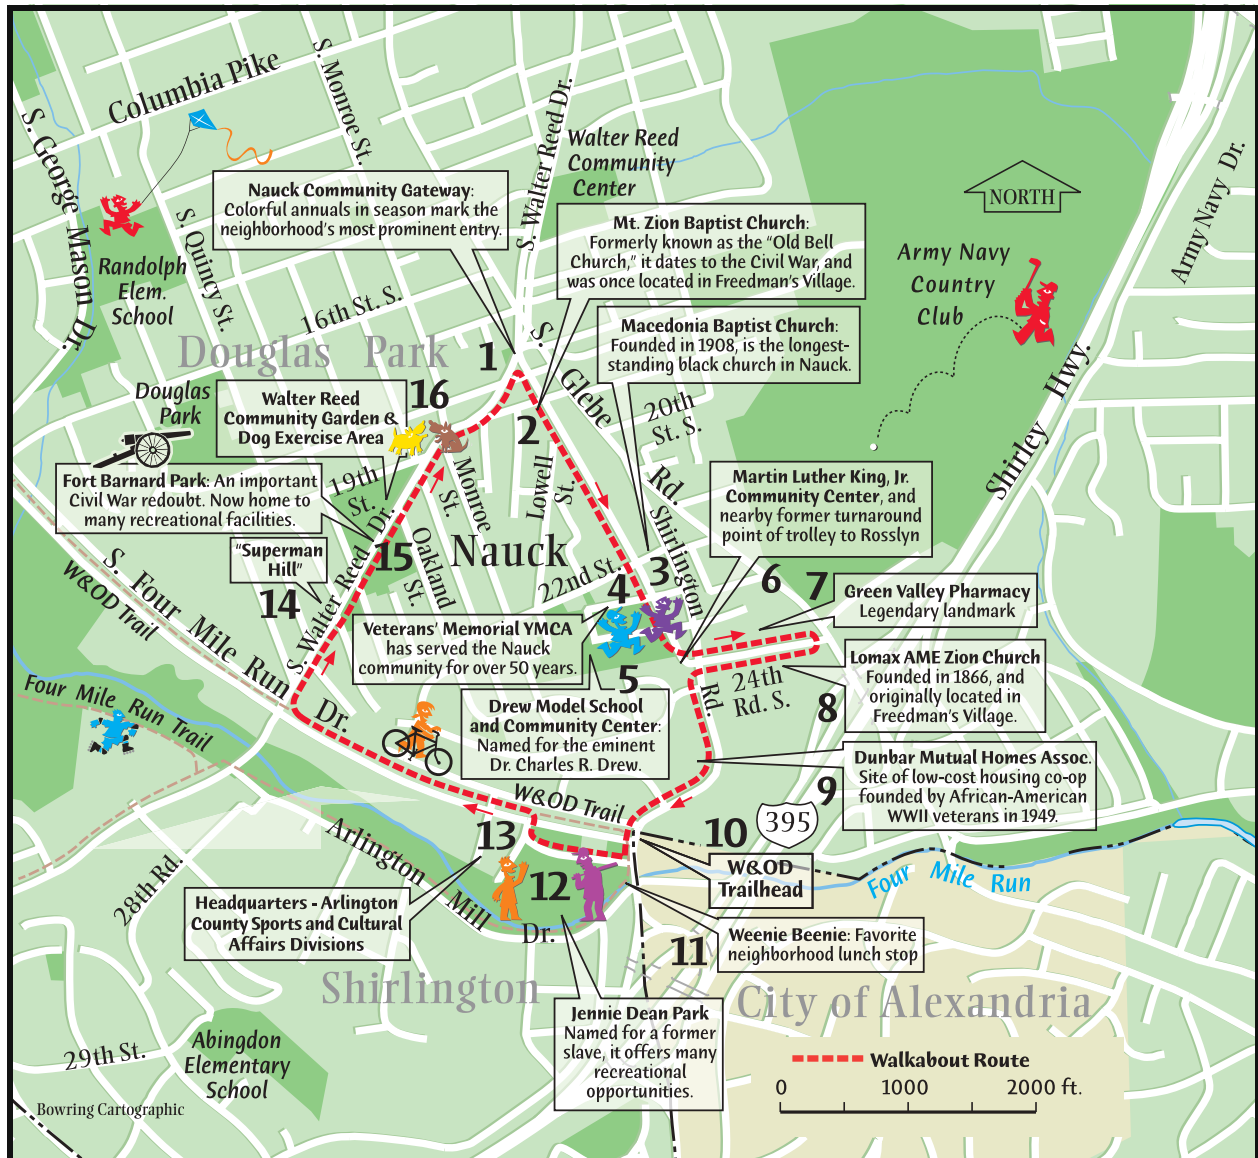 Columbia Pike
S. Monroe St.
S. George Mason Dr.
S. Walter Reed Dr.
Walter Reed
Community
Center
Army Navy Dr.
NORTH
Nauck Community Gateway:
Colorful annuals in season mark the
neighborhood's most prominent entry.
S. Quincy St.
Randolph
Elem.
School
Mt. Zion Baptist Church:
Formerly known as the "Old Bell
Church," it dates to the Civil War, and
was once located in Freedman's Village.
Army Navy
Country
Club
16th St. S.
Douglas Park
Macedonia Baptist Church:
Founded in 1908, is the longest-
standing black church in Nauck.
1
S. Glebe Rd.
Shirley Hwy.
Douglas
Park
Walter Reed
Community Garden &
Dog Exercise Area
16
2
20th
St. S.
Fort Barnard Park: An important
Civil War redoubt. Now home to
many recreational facilities.
19th
St.
Monroe
St.
Lowell
St.
Martin Luther King, Jr.
Community Center, and
nearby former turnaround
point of trolley to Rosslyn
Shirlington
Rd.
S. Four Mile Run Dr.
W&OD Trail
"Superman
Hill"
15
Oakland
St.
Nauck
22nd St.
14
S. Walter Reed Dr.
3
4
6
7
Green Valley Pharmacy
Legendary landmark
Veterans' Memorial YMCA
has served the Nauck
community for over 50 years.
5
24th
Rd. S.
8
Lomax AME Zion Church
Founded in 1866, and
originally located in
Freedman's Village.
Four Mile Run Trail
Drew Model School
and Community Center:
Named for the eminent
Dr. Charles R. Drew.
9
Dunbar Mutual Homes Assoc.
Site of low-cost housing co-op
founded by African-American
WWII veterans in 1949.
W&OD Trail
395
10
W&OD
Trailhead
Four Mile Run
Arlington Mill Dr.
13
12
28th Rd.
Headquarters - Arlington
County Sports and Cultural
Affairs Divisions
11
Weenie Beenie: Favorite
neighborhood lunch stop
Shirlington
City of Alexandria
Jennie Dean Park
Named for a former
slave, it offers many
recreational
opportunities.
29th St.
Abingdon
Elementary
School
Walkabout Route
0 1000 2000 ft.
Bowring Cartographic